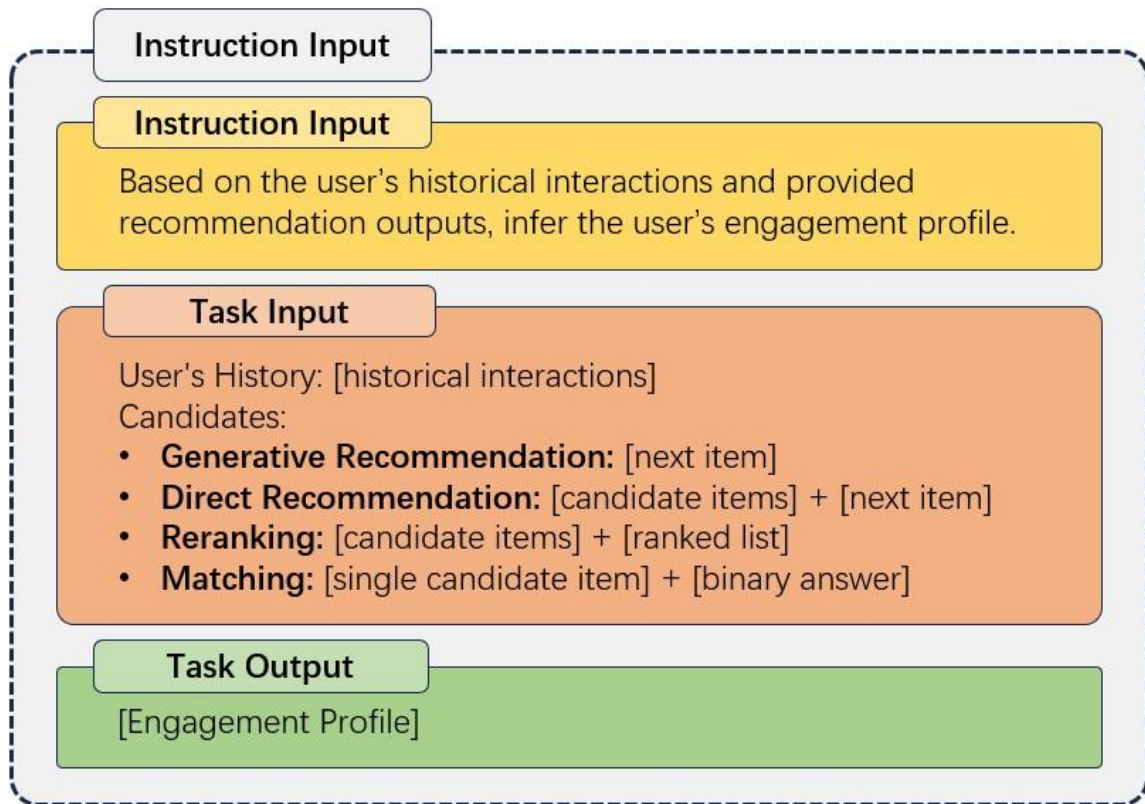 Instruction Input
Instruction Input
Based on the user’s historical interactions and provided
recommendation outputs, infer the user’s engagement profile.
Task Input
User's History: [historical interactions]
Candidates:
• Generative Recommendation: [next item]
• Direct Recommendation: [candidate items] + [next item]
• Reranking: [candidate items] + [ranked list]
• Matching: [single candidate item] + [binary answer]
Task Output
[Engagement Profile]